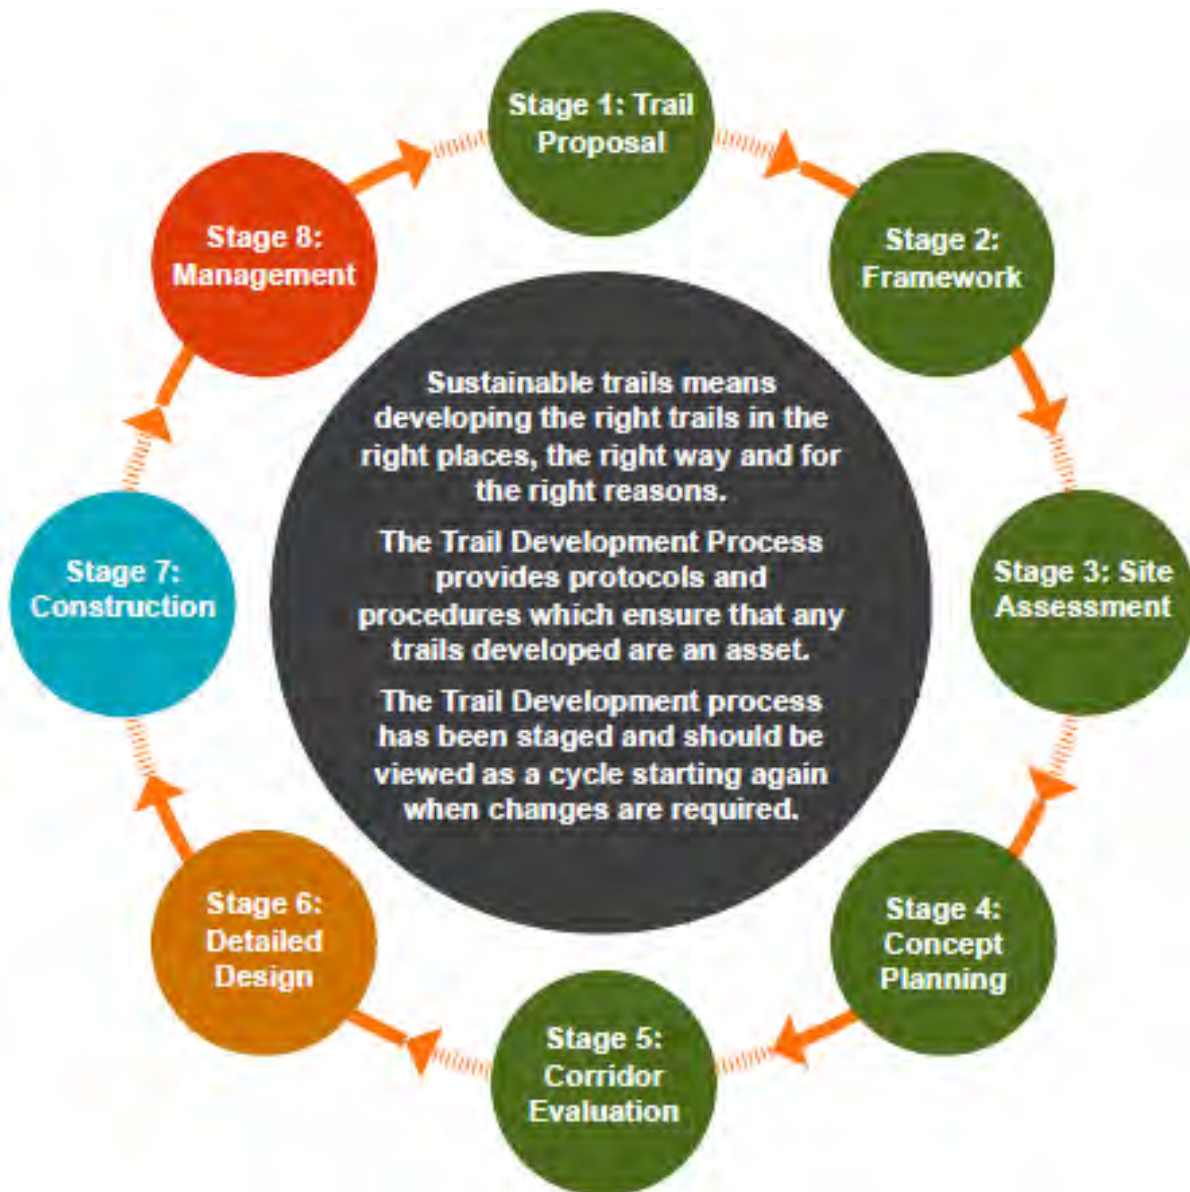 Stage 1: Trail
Proposal
Stage 2:
Framework
Stage 3: Site
Assessment
Stage 4:
Concept
Planning
Stage 5:
Corridor
Evaluation
Stage 6:
Detailed
Design
Stage 7:
Construction
Stage 8:
Management
Sustainable trails means
developing the right trails in the
right places, the right way and for
the right reasons.
The Trail Development Process
provides protocols and
procedures which ensure that any
trails developed are an asset.
The Trail Development process
has been staged and should be
viewed as a cycle starting again
when changes are required.